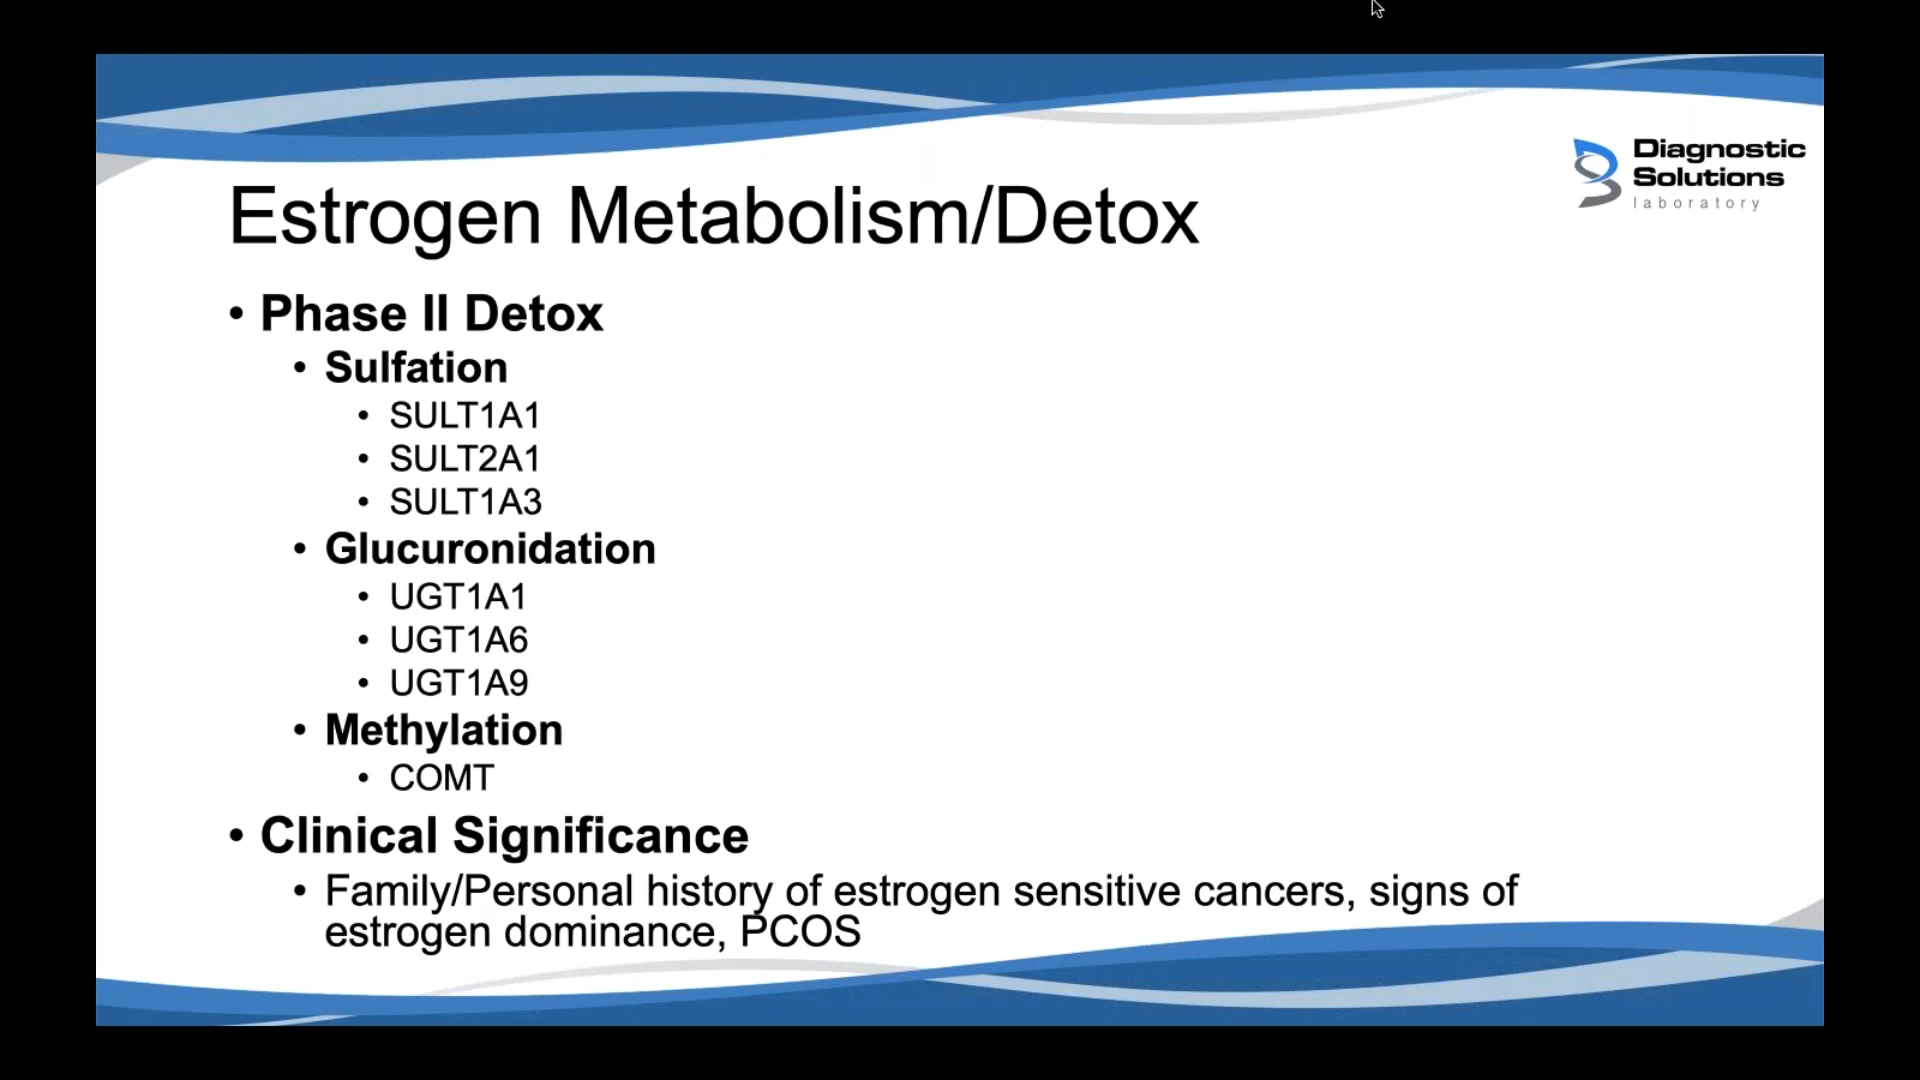 Diagnostic
Solutions
laboratory
Estrogen Metabolism/Detox
• Phase II Detox
• Sulfation
• SULT1A1
• SULT2A1
• SULT1A3
• Glucuronidation
• UGT1A1
• UGT1A6
• UGT1A9
• Methylation
• COMT
• Clinical Significance
• Family/Personal history of estrogen sensitive cancers, signs of
estrogen dominance, PCOS